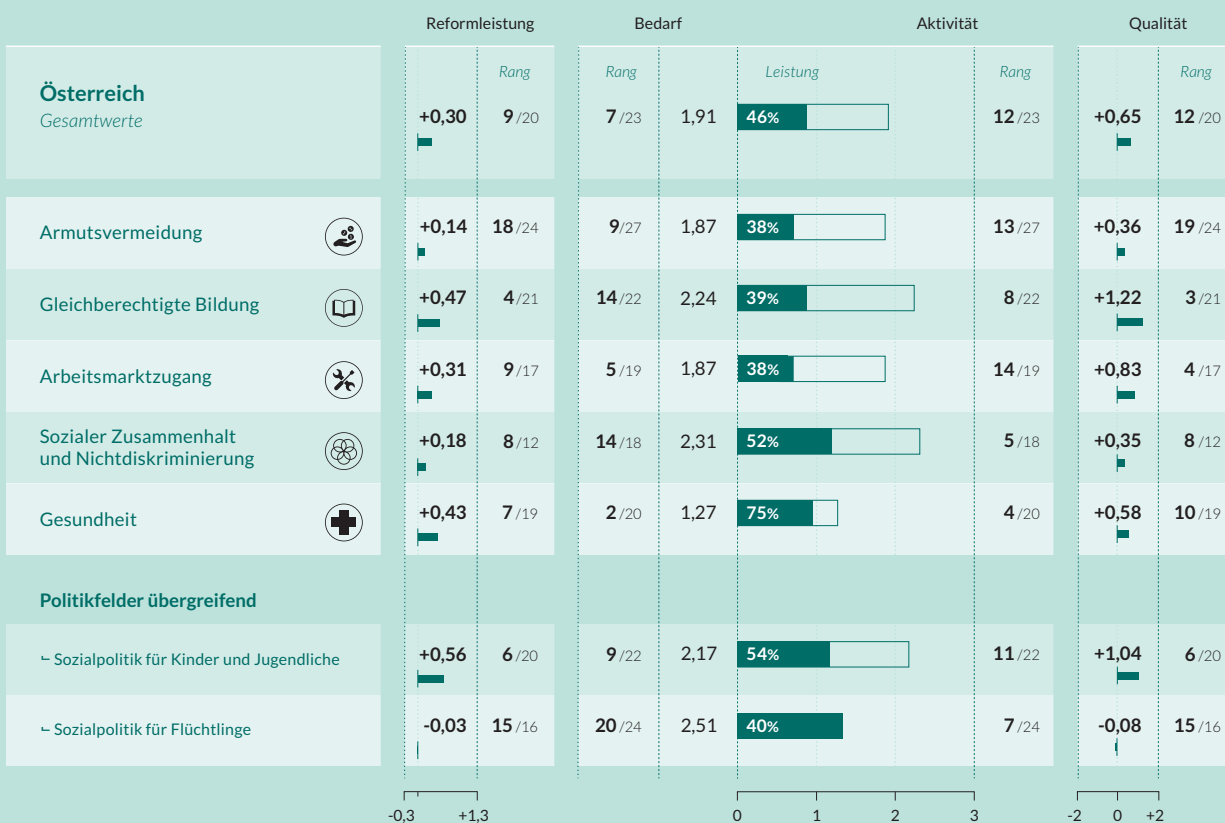 Reformleistung Bedarf Aktivität Qualität
Rang Rang Leistung Rang Rang
Österreich
Gesamtwerte
+0,30 9/20 7/23 1,91 46% 12/23 +0,65 12/20
Armutsvermeidung +0,14 18/24 9/27 1,87 38% 13/27 +0,36 19/24
Gleichberechtigte Bildung +0,47 4/21 14/22 2,24 39% 8/22 +1,22 3/21
Arbeitsmarktzugang +0,31 9/17 5/19 1,87 38% 14/19 +0,83 4/17
Sozialer Zusammenhalt
und Nichtdiskriminierung +0,18 8/12 14/18 2,31 52% 5/18 +0,35 8/12
Gesundheit +0,43 7/19 2/20 1,27 75% 4/20 +0,58 10/19
Politikfelder übergreifend
Sozialpolitik für Kinder und Jugendliche +0,56 6/20 9/22 2,17 54% 11/22 +1,04 6/20
Sozialpolitik für Flüchtlinge -0,03 15/16 20/24 2,51 40% 7/24 -0,08 15/16
-0,3 +1,3 0 1 2 3 -2 0 +2